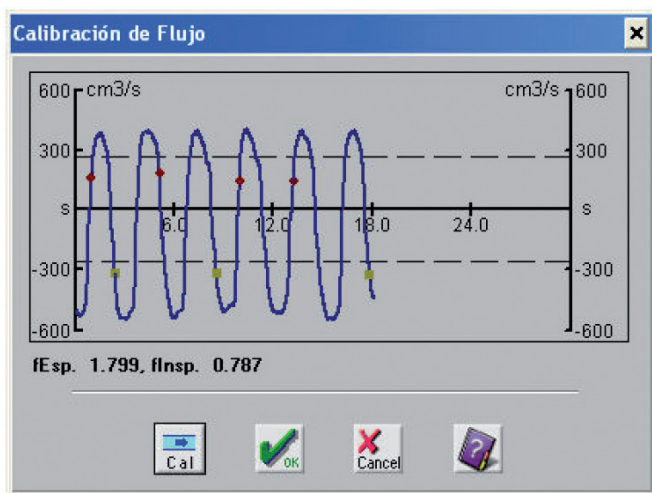 Calibración de Flujo
600 cm3/s cm3/s 600
300 300
s 6.0 12.0 18.0 24.0 s
-300 -300
-600 -600
fEsp. 1.799, fInsp. 0.787
Cal OK Cancel ?